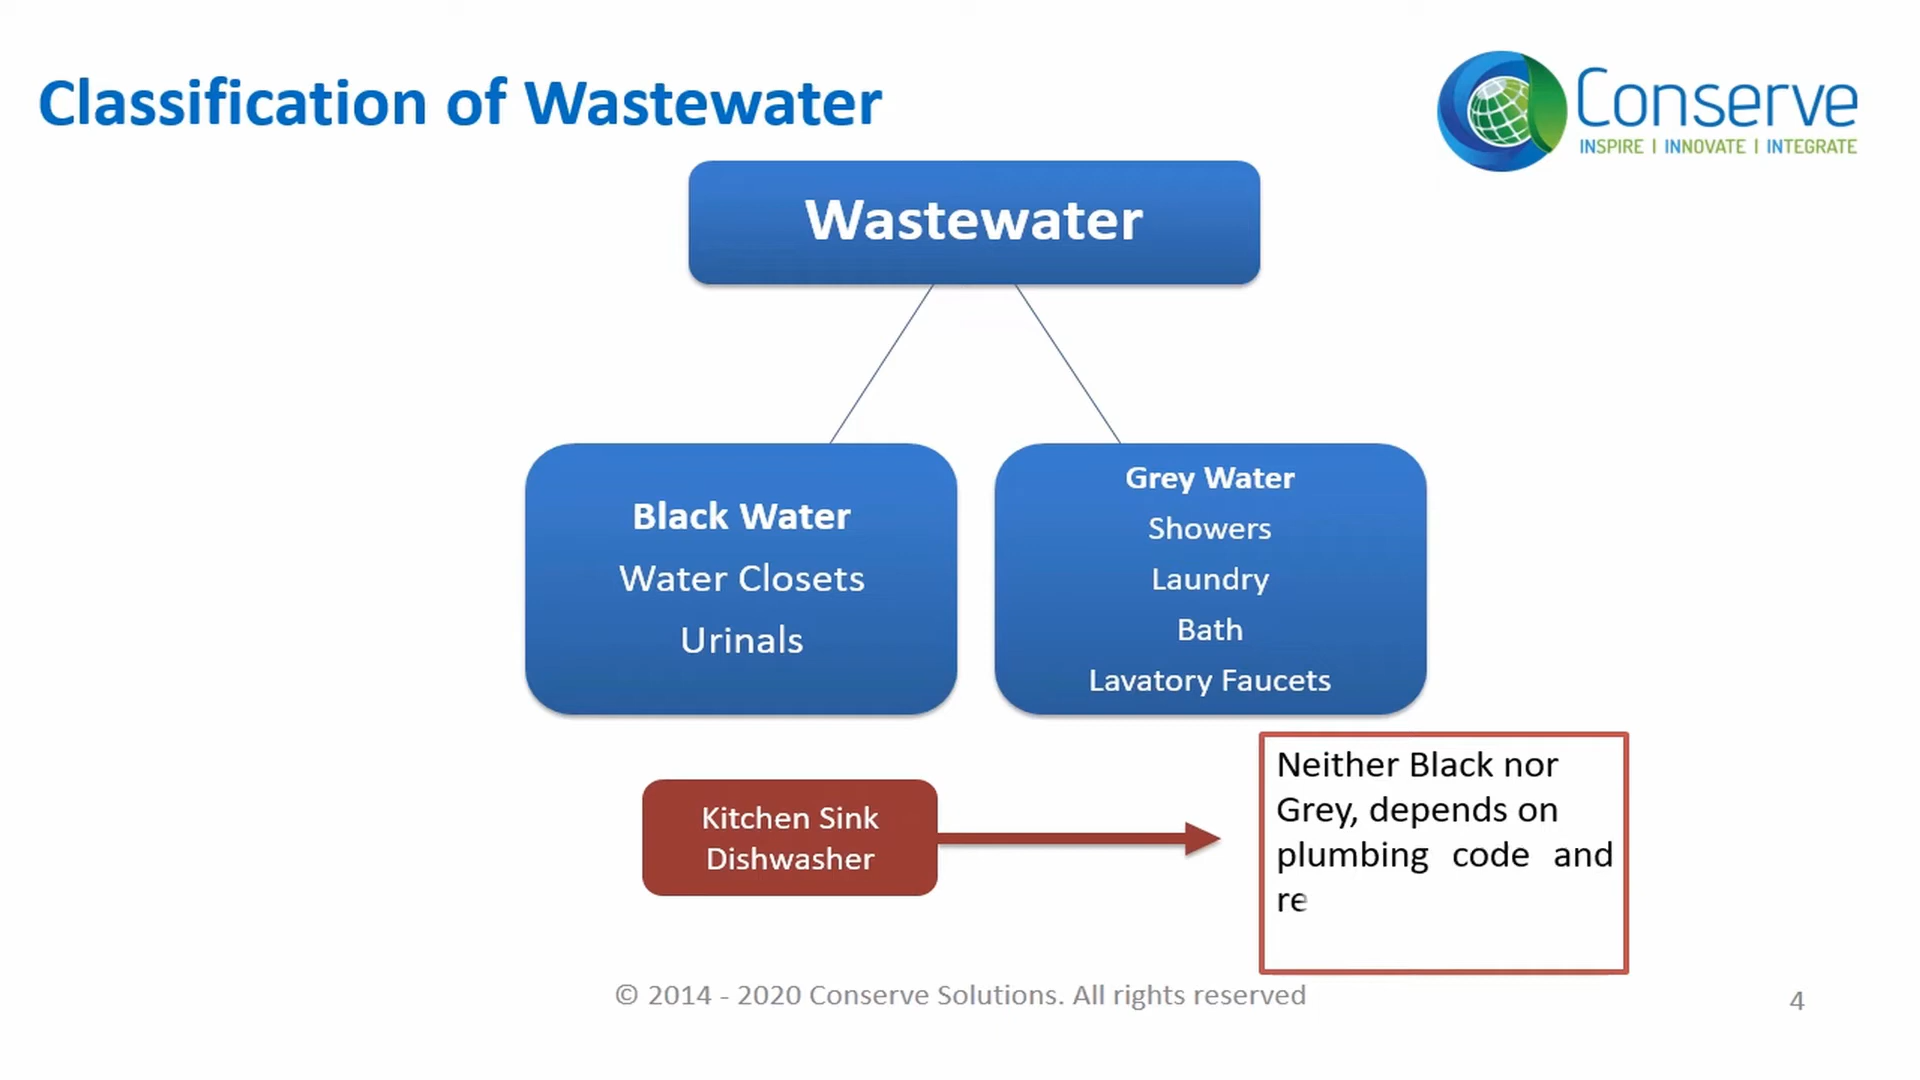 Classification of Wastewater
Conserve
INSPIRE | INNOVATE | INTEGRATE
Wastewater
Black Water
Water Closets
Urinals
Grey Water
Showers
Laundry
Bath
Lavatory Faucets
Kitchen Sink
Dishwasher
Neither Black nor
Grey, depends on
plumbing code and
re
© 2014 - 2020 Conserve Solutions. All rights reserved
4